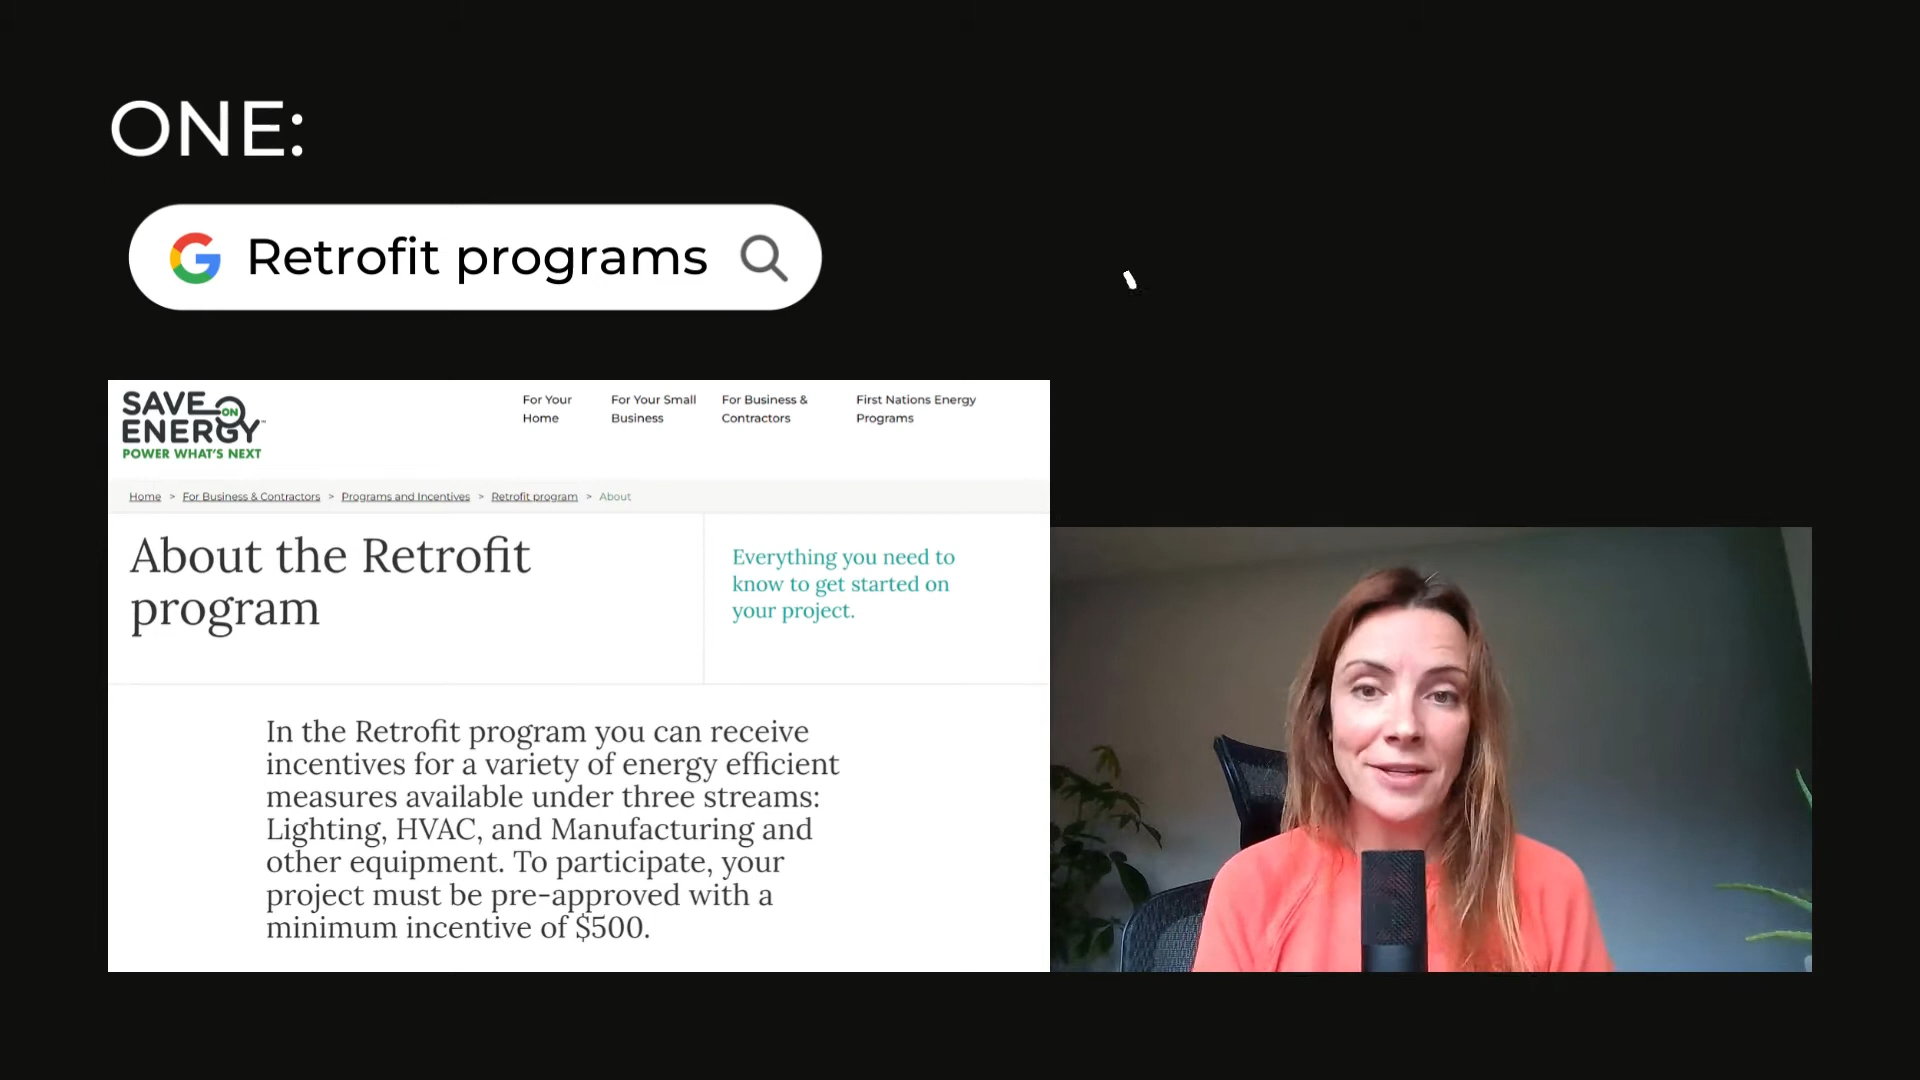 ONE:
Retrofit programs
SAVE ON
ENERGY™
POWER WHAT'S NEXT
For Your
Home
For Your Small
Business
For Business &
Contractors
First Nations Energy
Programs
Home > For Business & Contractors > Programs and Incentives > Retrofit program > About
About the Retrofit
program
Everything you need to
know to get started on
your project.
In the Retrofit program you can receive
incentives for a variety of energy efficient
measures available under three streams:
Lighting, HVAC, and Manufacturing and
other equipment. To participate, your
project must be pre-approved with a
minimum incentive of $500.